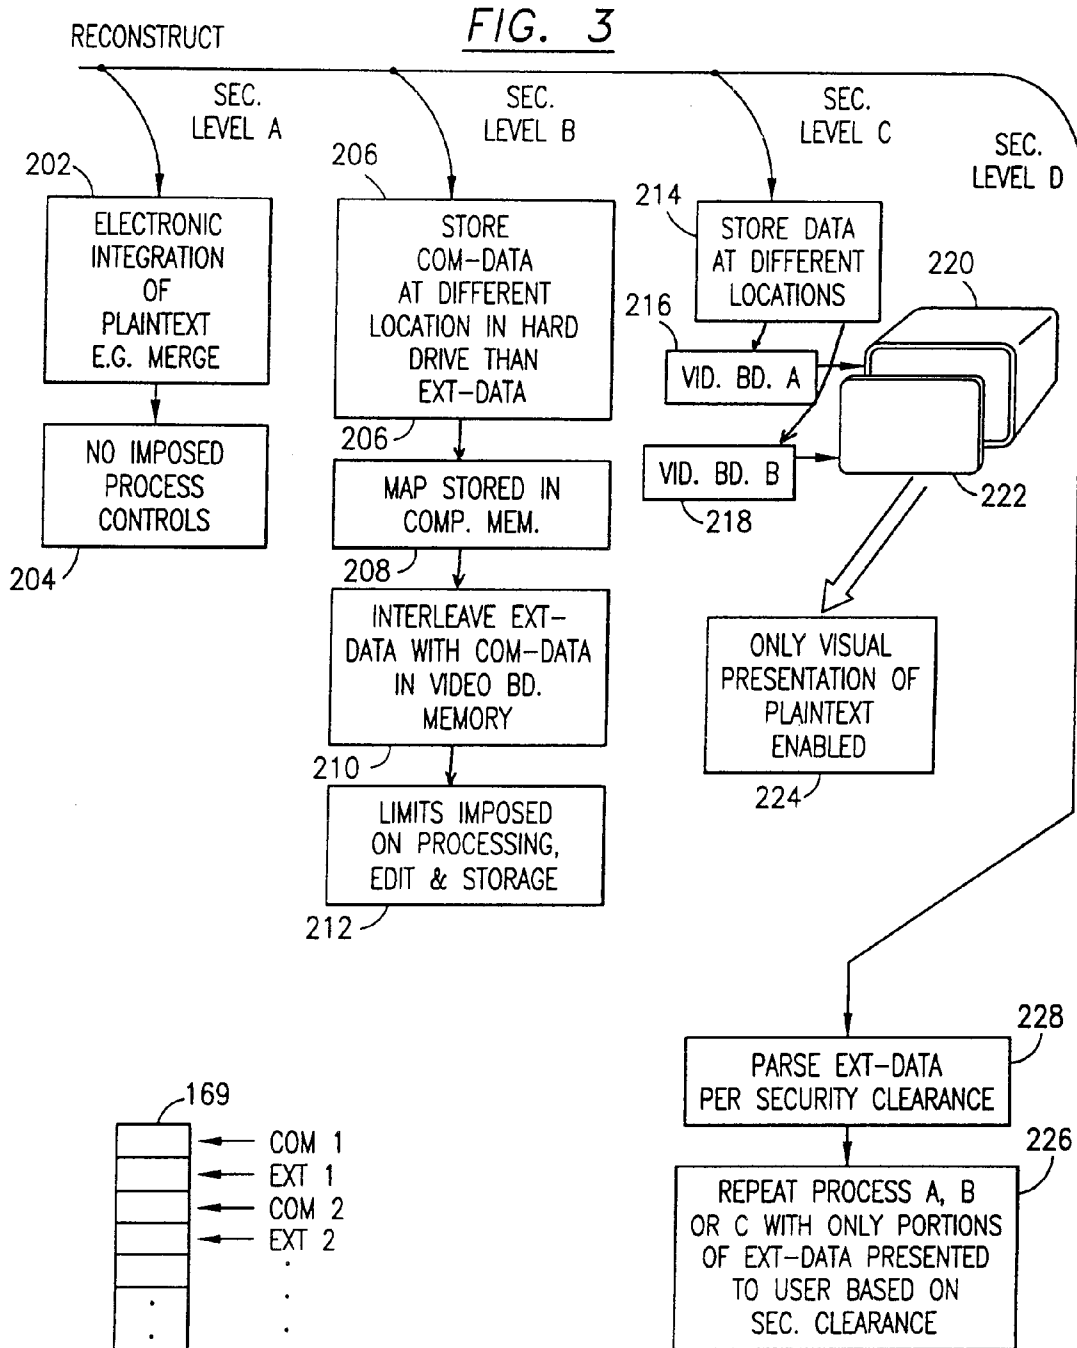 FIG. 3
RECONSTRUCT
SEC.
LEVEL A
SEC.
LEVEL B
SEC.
LEVEL C
SEC.
LEVEL D
202
ELECTRONIC
INTEGRATION
OF
PLAINTEXT
E.G. MERGE
NO IMPOSED
PROCESS
CONTROLS
204
206
STORE
COM-DATA
AT DIFFERENT
LOCATION IN HARD
DRIVE THAN
EXT-DATA
206
MAP STORED IN
COMP. MEM.
208
INTERLEAVE EXT-
DATA WITH COM-DATA
IN VIDEO BD.
MEMORY
210
LIMITS IMPOSED
ON PROCESSING,
EDIT & STORAGE
212
214
STORE DATA
AT DIFFERENT
LOCATIONS
216
VID. BD. A
VID. BD. B
218
220
222
ONLY VISUAL
PRESENTATION OF
PLAINTEXT
ENABLED
224
228
PARSE EXT-DATA
PER SECURITY CLEARANCE
226
REPEAT PROCESS A, B
OR C WITH ONLY PORTIONS
OF EXT-DATA PRESENTED
TO USER BASED ON
SEC. CLEARANCE
169
COM 1
EXT 1
COM 2
EXT 2